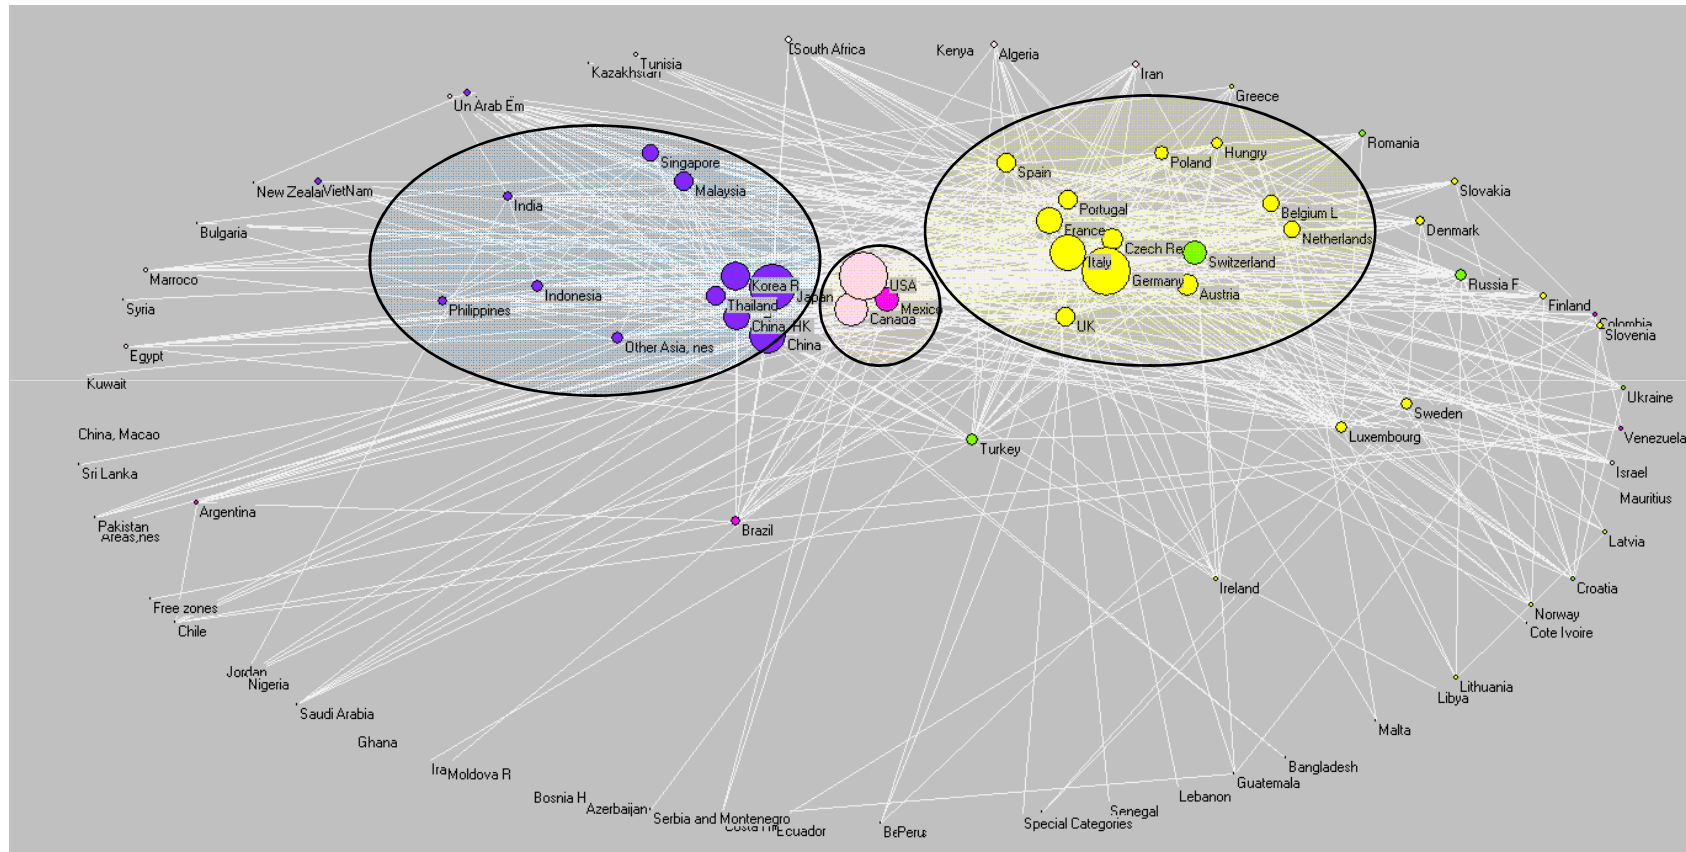 South Africa
Kenya
Algeria
Tunisia
Kazakhstan
Iran
Greece
Un Arab Em
Romania
Hungry
Singapore
Poland
Spain
Malaysia
New Zeala
VietNam
Slovakia
India
Portugal
Belgium L
Bulgaria
France
Denmark
Netherlands
Czech Re
Italy
Switzerland
Marroco
Korea R
USA
Germany
Russia F
Indonesia
Japan
Austria
Syria
Philippines
Thailand
Mexico
Finland
Canada
Colombia
China, HK
UK
Slovenia
China
Other Asia, nes
Egypt
Kuwait
Ukraine
Sweden
China, Macao
Luxembourg
Venezuela
Turkey
Sri Lanka
Israel
Mauritius
Argentina
Pakistan
Areas,nes
Brazil
Latvia
Ireland
Croatia
Free zones
Norway
Chile
Cote Ivoire
Jordan
Nigeria
Lithuania
Libya
Saudi Arabia
Malta
Ghana
Ira
Moldova R
Bangladesh
Guatemala
Bosnia H
Lebanon
Azerbaijan
Senegal
Serbia and Montenegro
Special Categories
Ecuador
Peru